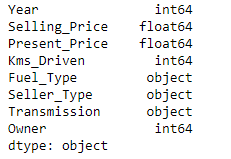 Year int64
Selling_Price float64
Present_Price float64
Kms_Driven int64
Fuel_Type object
Seller_Type object
Transmission object
Owner int64
dtype: object